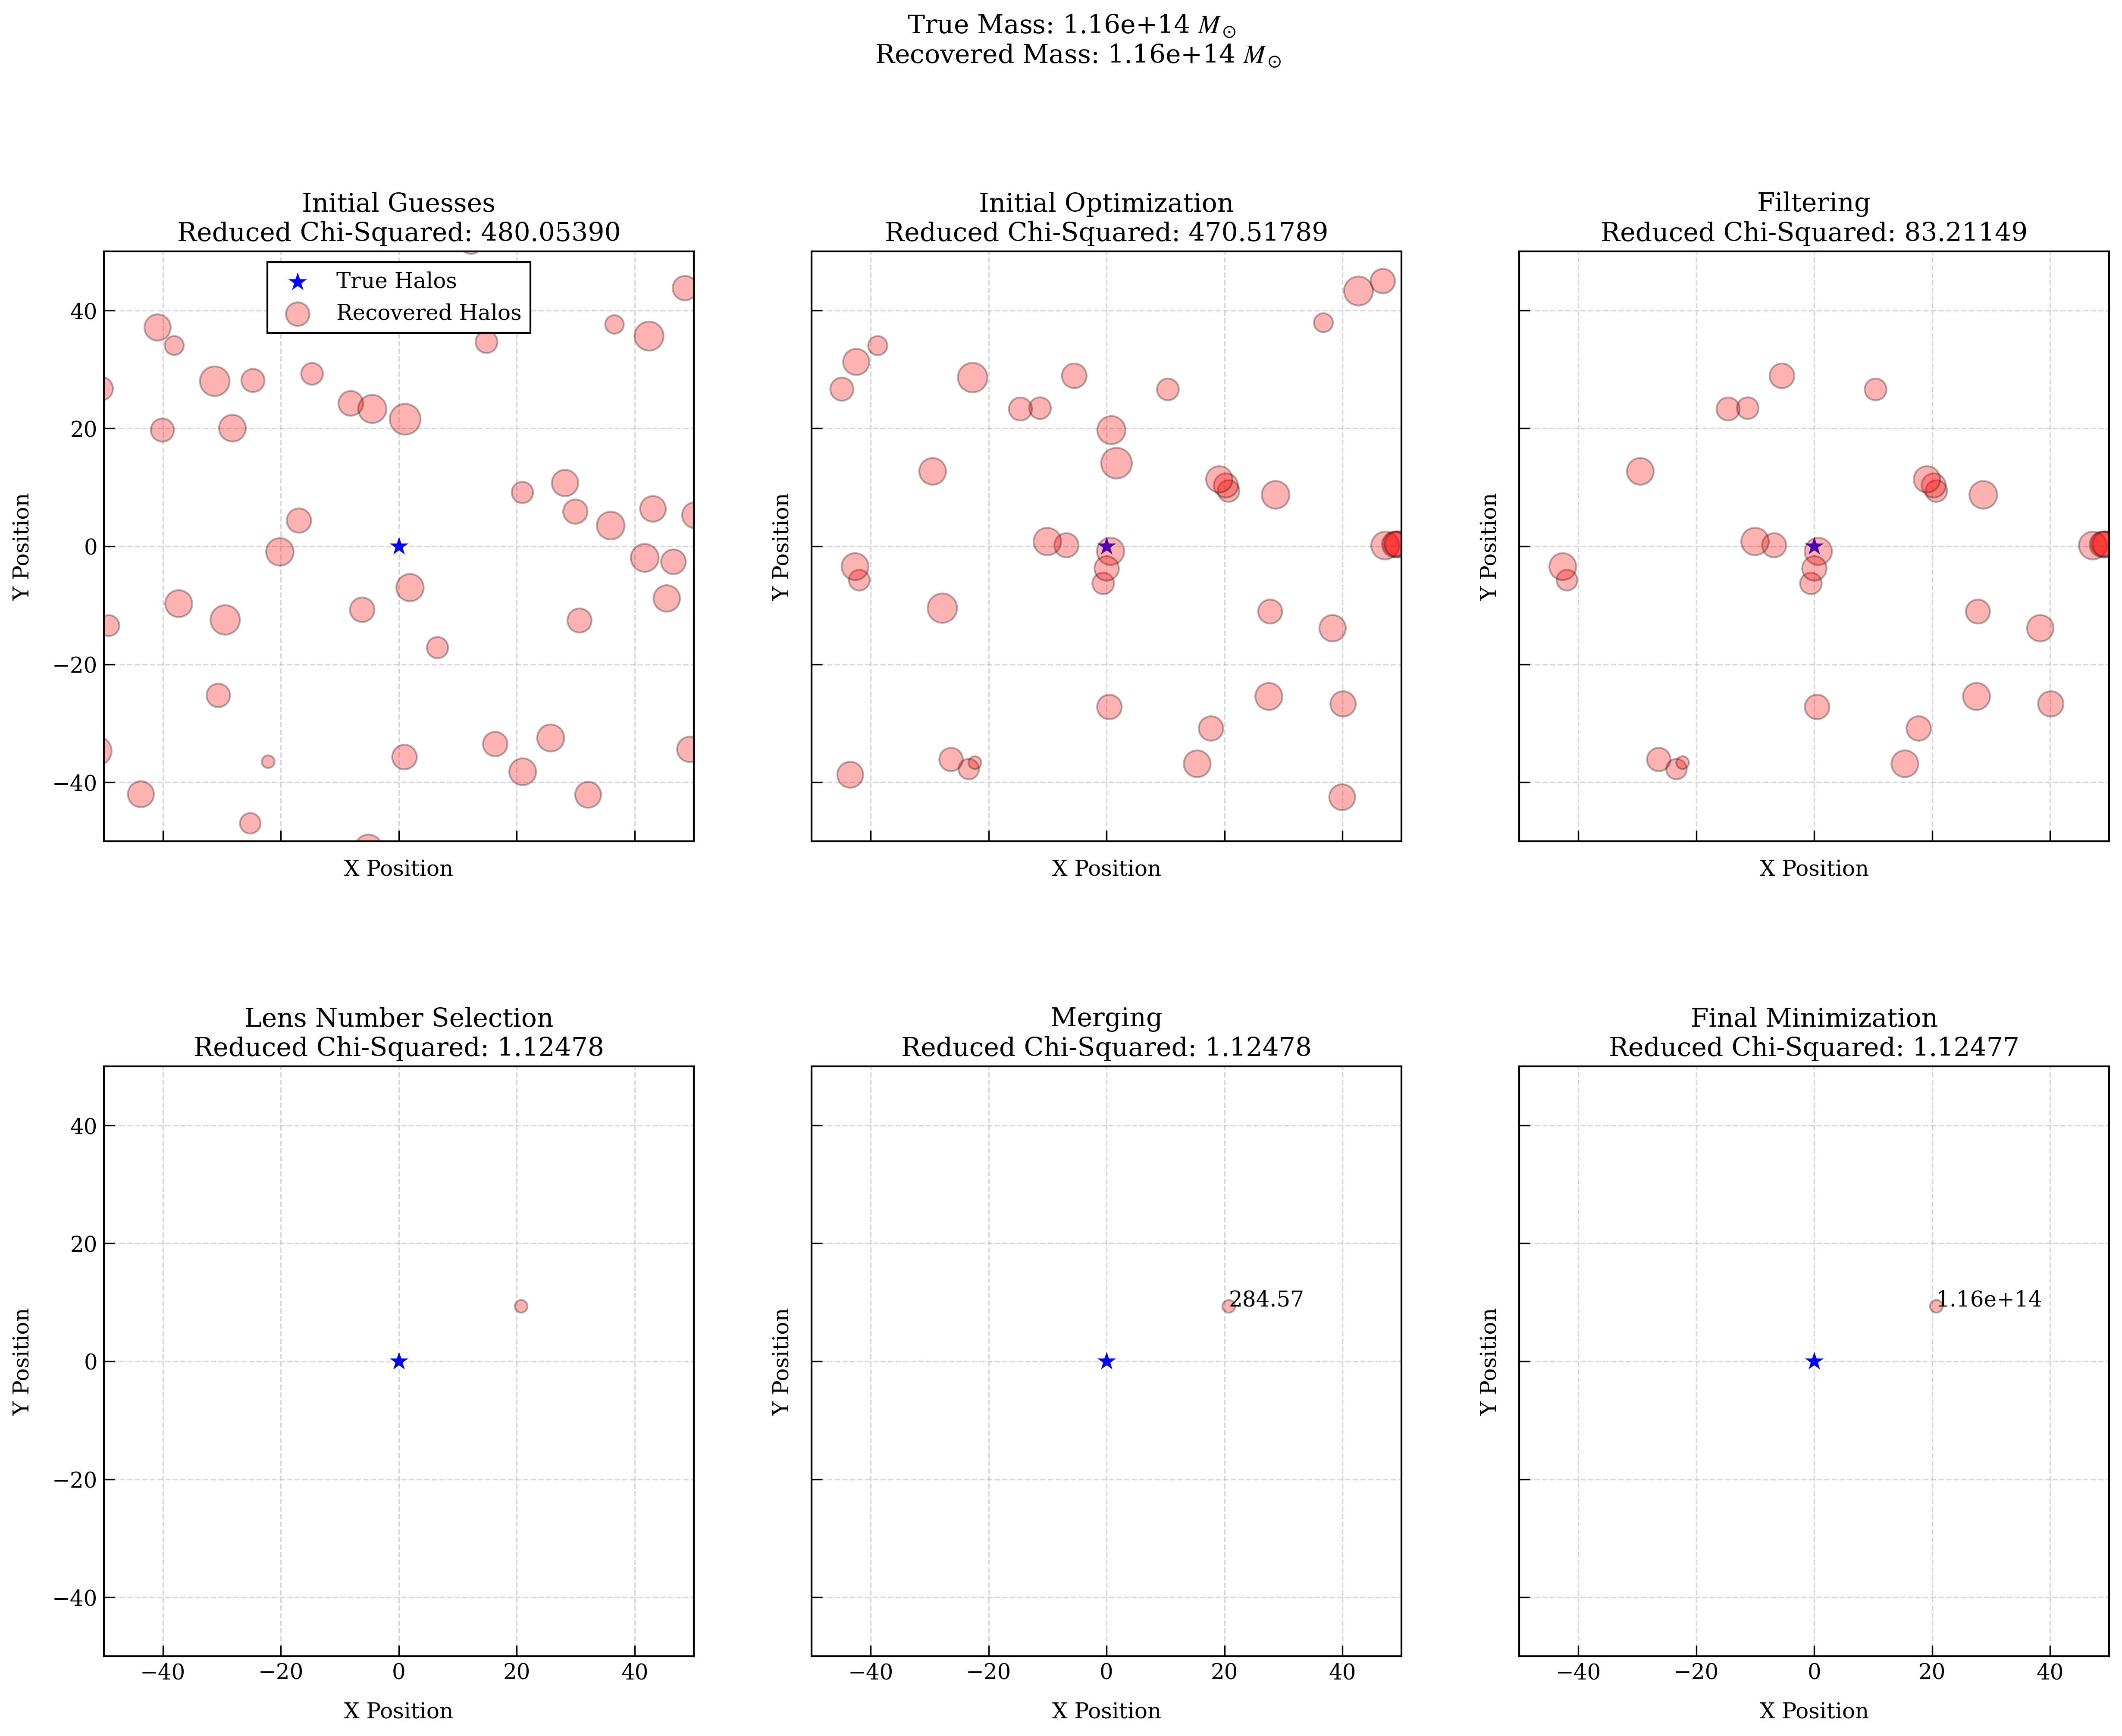 True Mass: 1.16e+14 M⊙
Recovered Mass: 1.16e+14 M⊙
Initial Guesses
Reduced Chi-Squared: 480.05390
True Halos
Recovered Halos
40
20
0
−20
−40
Y Position
X Position
Initial Optimization
Reduced Chi-Squared: 470.51789
Y Position
X Position
Filtering
Reduced Chi-Squared: 83.21149
Y Position
X Position
Lens Number Selection
Reduced Chi-Squared: 1.12478
40
20
0
−20
−40
Y Position
−40 −20 0 20 40
X Position
Merging
Reduced Chi-Squared: 1.12478
284.57
Y Position
−40 −20 0 20 40
X Position
Final Minimization
Reduced Chi-Squared: 1.12477
1.16e+14
Y Position
−40 −20 0 20 40
X Position